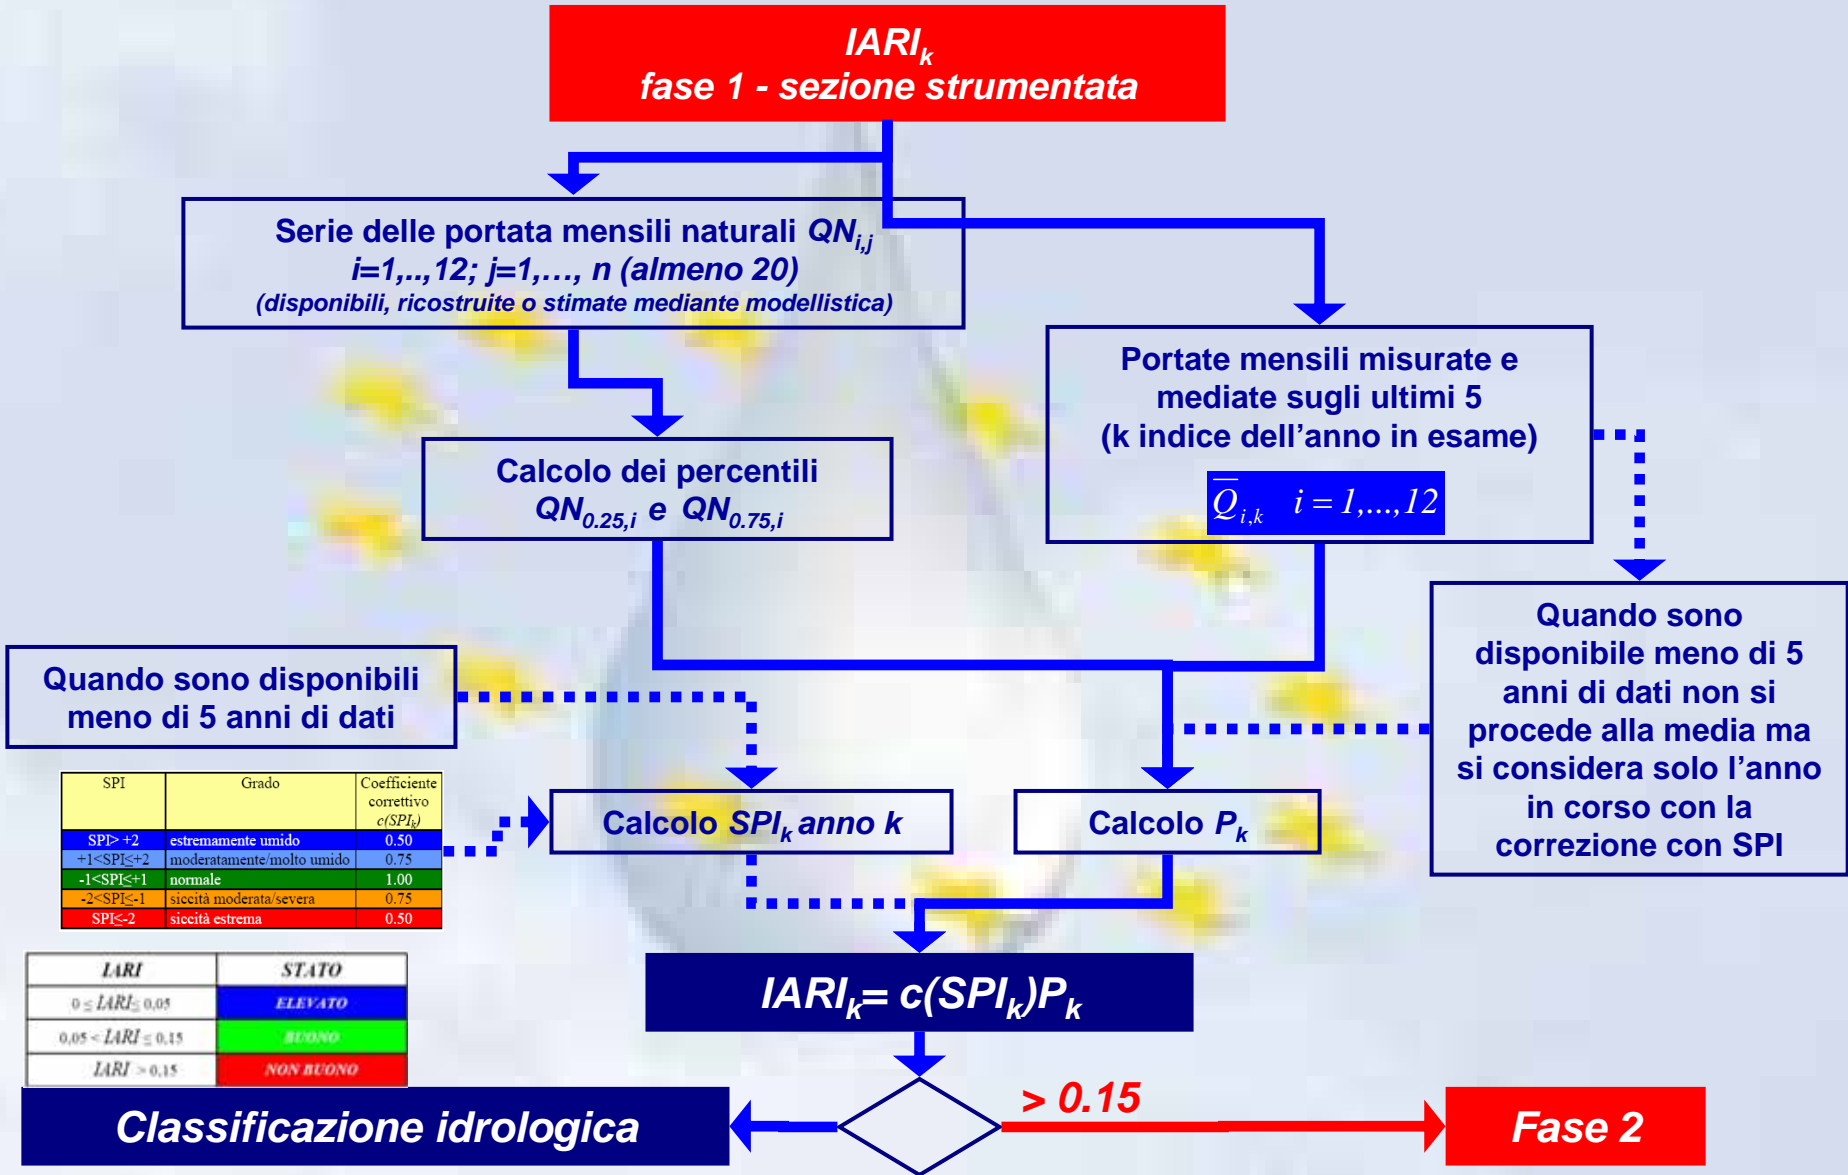 IARIk
fase 1 - sezione strumentata
Serie delle portata mensili naturali QNi,j
i=1,..,12; j=1,…, n (almeno 20)
(disponibili, ricostruite o stimate mediante modellistica)
Portate mensili misurate e
mediate sugli ultimi 5
(k indice dell’anno in esame)
Q̅i,k i = 1,...,12
Calcolo dei percentili
QN0.25,i e QN0.75,i
Quando sono
disponibile meno di 5
anni di dati non si
procede alla media ma
si considera solo l’anno
in corso con la
correzione con SPI
Quando sono disponibili
meno di 5 anni di dati
SPI Grado Coefficiente
correttivo
c(SPIk)
SPI> +2 estremamente umido 0.50
+1<SPI≤+2 moderatamente/molto umido 0.75
-1<SPI≤+1 normale 1.00
-2<SPI≤-1 siccità moderata/severa 0.75
SPI≤-2 siccità estrema 0.50
Calcolo SPIk anno k
Calcolo Pk
IARIk= c(SPIk)Pk
IARI STATO
0 ≤ IARI ≤ 0,05 ELEVATO
0,05 < IARI ≤ 0,15 BUONO
IARI > 0,15 NON BUONO
Classificazione idrologica
> 0.15
Fase 2